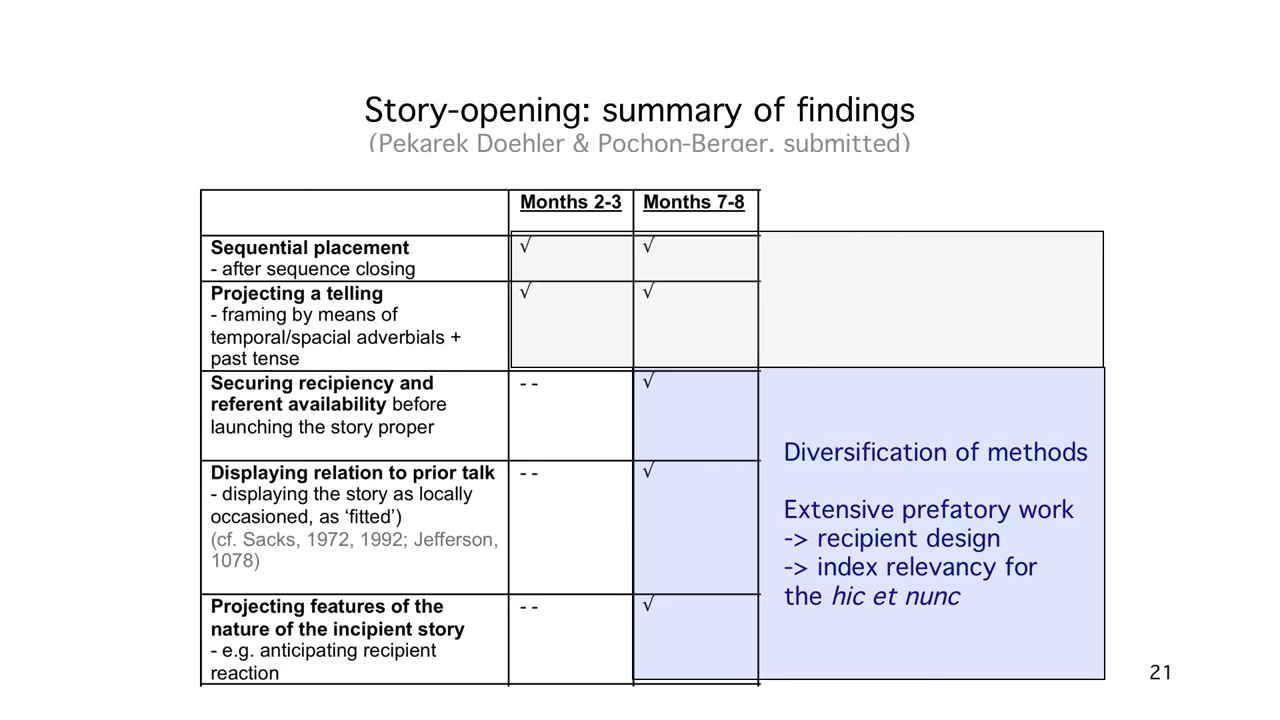 Story-opening: summary of findings
(Pekarek Doehler & Pochon-Berger, submitted)
Months 2-3 Months 7-8
Sequential placement √ √
- after sequence closing
Projecting a telling √ √
- framing by means of
temporal/spacial adverbials +
past tense
Securing recipiency and -- √
referent availability before
launching the story proper
Displaying relation to prior talk -- √
- displaying the story as locally
occasioned, as ‘fitted’)
(cf. Sacks, 1972, 1992; Jefferson,
1078)
Projecting features of the -- √
nature of the incipient story
- e.g. anticipating recipient
reaction
Diversification of methods
Extensive prefatory work
-> recipient design
-> index relevancy for
the hic et nunc
21